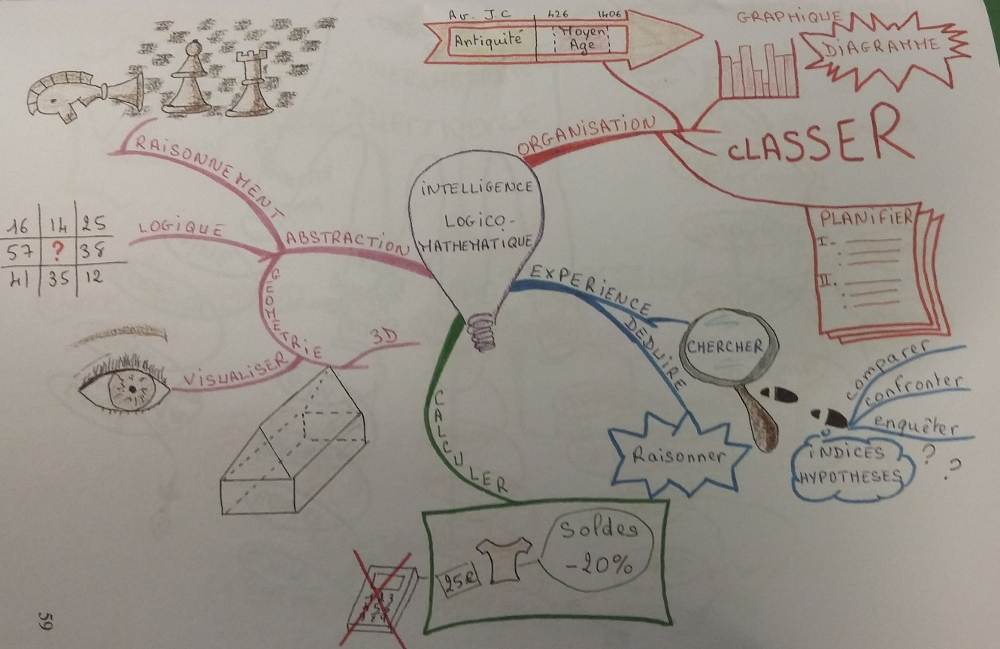 Av. J.C 426 1406
Antiquité
Moyen
Age
GRAPHIQUE
DiAGRAMME
ORGANiSATiON
cLASSER
PLANiFiER
I.
II.
iNTELLiGENCE
LOGiCO-
MATHEMATiQUE
RAiSONNEMENT
LOGiQUE
ABSTRACTiON
16 14 25
57 ? 38
41 35 12
GEOMETRiE
3D
ViSUALiSER
EXPERiENCE
DEDUiRE
CHERCHER
Raisonner
comparer
confronter
enquêter
iNDiCES
HYPOTHESES
? ?
CALCULER
Soldes
-20%
25€
59